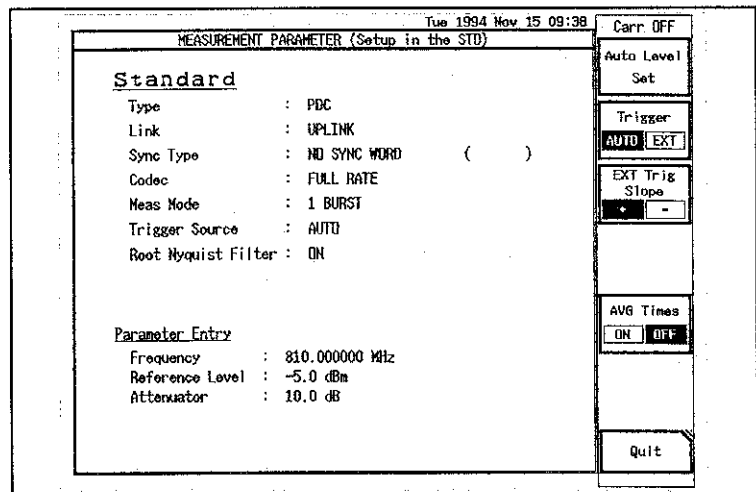 Tue 1994 Nov 15 09:38
MEASUREMENT PARAMETER (Setup in the STD)
Standard
Type : PDC
Link : UPLINK
Sync Type : NO SYNC WORD ( )
Codec : FULL RATE
Meas Mode : 1 BURST
Trigger Source : AUTO
Root Nyquist Filter : ON
Parameter Entry
Frequency : 810.000000 MHz
Reference Level : -5.0 dBm
Attenuator : 10.0 dB
Carr OFF
Auto Level
Set
Trigger
AUTO EXT
EXT Trig
Slope
+ -
AVG Times
ON OFF
Quit